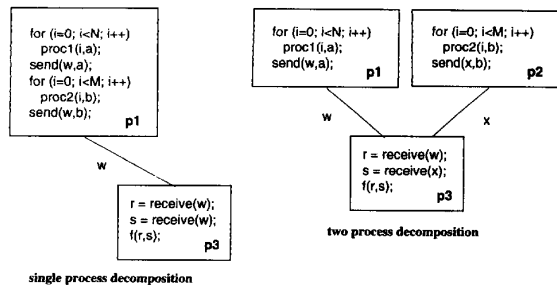 for (i=0; i<N; i++)
proc1(i,a);
send(w,a);
for (i=0; i<M; i++)
proc2(i,b);
send(w,b);
p1
w
r = receive(w);
s = receive(w);
f(r,s);
p3
single process decomposition
for (i=0; i<N; i++)
proc1(i,a);
send(w,a);
p1
for (i=0; i<M; i++)
proc2(i,b);
send(x,b);
p2
w
x
r = receive(w);
s = receive(x);
f(r,s);
p3
two process decomposition